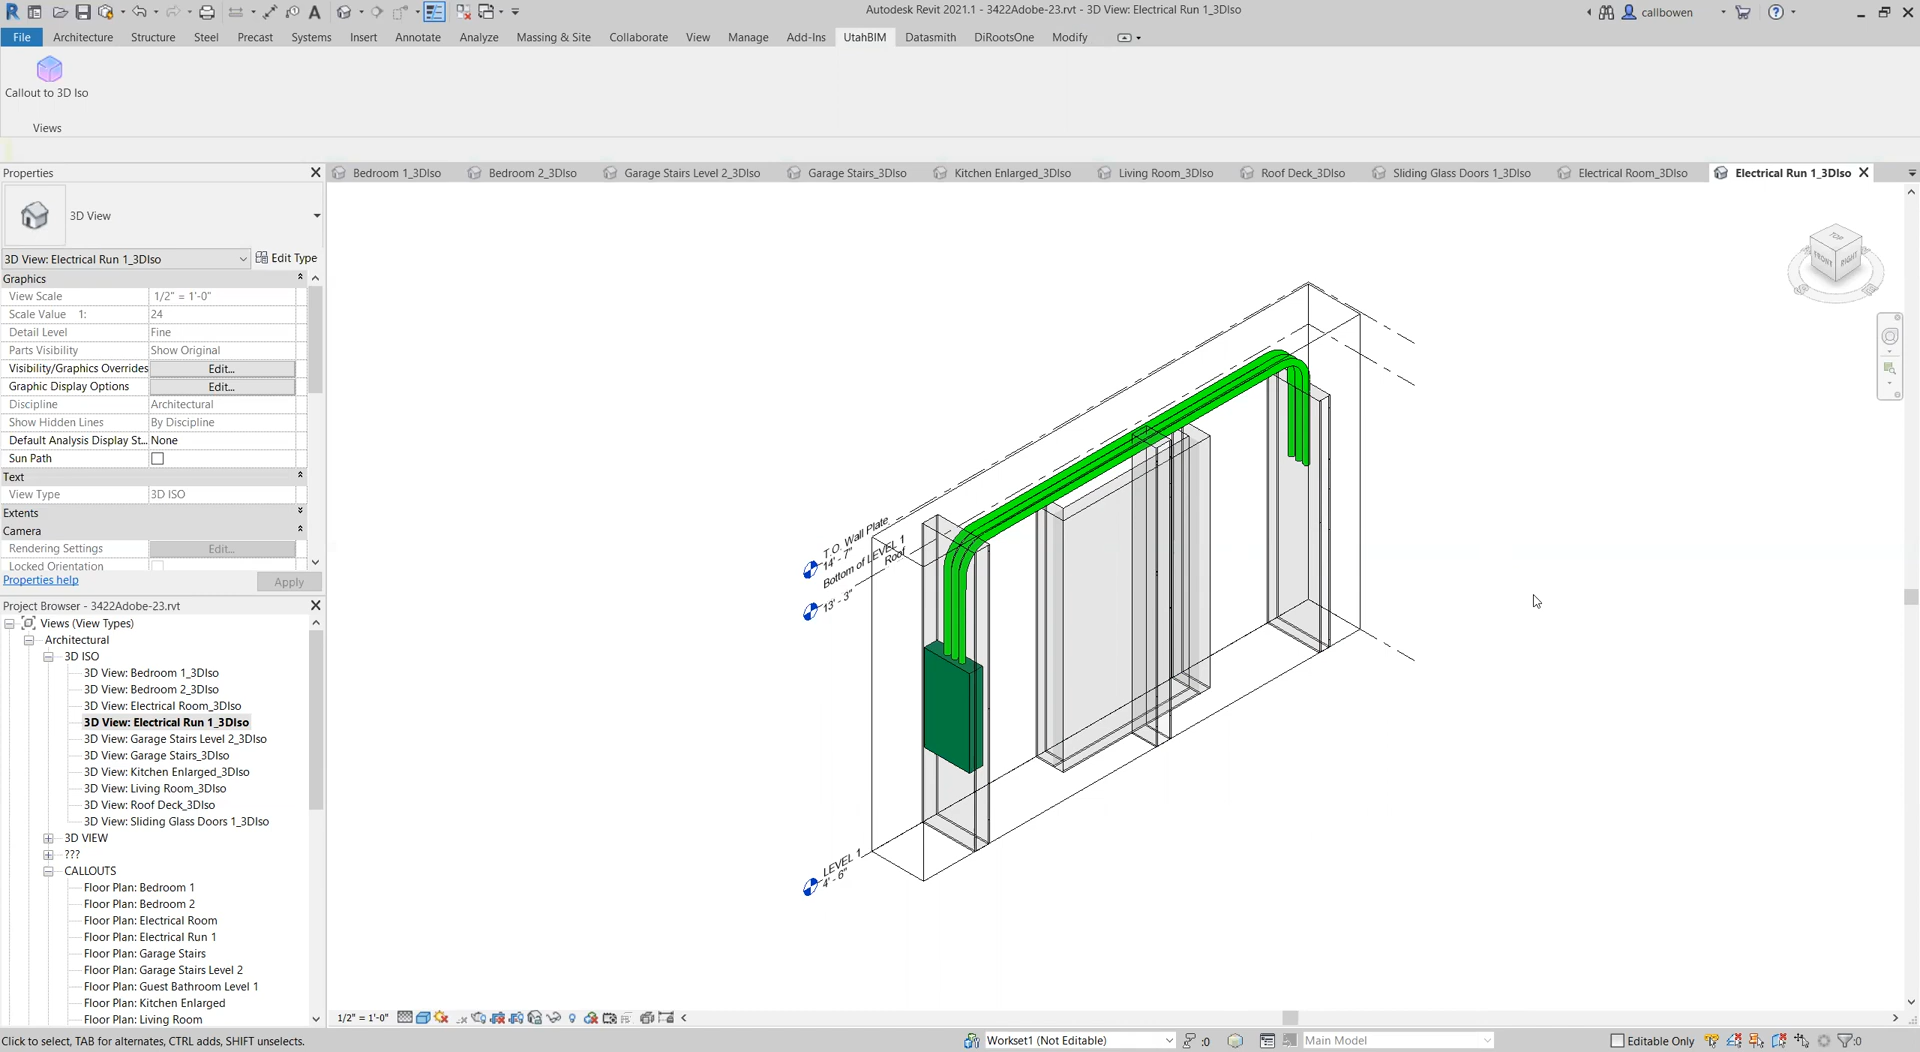 Autodesk Revit 2021.1 - 3422Adobe-23.rvt - 3D View: Electrical Run 1_3DIso
callbowen
File Architecture Structure Steel Precast Systems Insert Annotate Analyze Massing & Site Collaborate View Manage Add-Ins UtahBIM Datasmith DiRootsOne Modify
Callout to 3D Iso
Views
Properties
Bedroom 1_3DIso Bedroom 2_3DIso Garage Stairs Level 2_3DIso Garage Stairs_3DIso Kitchen Enlarged_3DIso Living Room_3DIso Roof Deck_3DIso Sliding Glass Doors 1_3DIso Electrical Room_3DIso Electrical Run 1_3DIso
3D View
3D View: Electrical Run 1_3DIso Edit Type
Graphics
View Scale 1/2" = 1'-0"
Scale Value 1: 24
Detail Level Fine
Parts Visibility Show Original
Visibility/Graphics Overrides Edit...
Graphic Display Options Edit...
Discipline Architectural
Show Hidden Lines By Discipline
Default Analysis Display St... None
Sun Path
Text
View Type 3D ISO
Extents
Camera
Rendering Settings Edit...
Locked Orientation
Properties help Apply
Project Browser - 3422Adobe-23.rvt
Views (View Types)
Architectural
3D ISO
3D View: Bedroom 1_3DIso
3D View: Bedroom 2_3DIso
3D View: Electrical Room_3DIso
3D View: Electrical Run 1_3DIso
3D View: Garage Stairs Level 2_3DIso
3D View: Garage Stairs_3DIso
3D View: Kitchen Enlarged_3DIso
3D View: Living Room_3DIso
3D View: Roof Deck_3DIso
3D View: Sliding Glass Doors 1_3DIso
3D VIEW
???
CALLOUTS
Floor Plan: Bedroom 1
Floor Plan: Bedroom 2
Floor Plan: Electrical Room
Floor Plan: Electrical Run 1
Floor Plan: Garage Stairs
Floor Plan: Garage Stairs Level 2
Floor Plan: Guest Bathroom Level 1
Floor Plan: Kitchen Enlarged
Floor Plan: Living Room
TOP
FRONT RIGHT
T.O. Wall Plate
14' - 7"
Bottom of LEVEL 1
Roof
13' - 3"
LEVEL 1
4' - 6"
1/2" = 1'-0"
Click to select, TAB for alternates, CTRL adds, SHIFT unselects.
Workset1 (Not Editable) :0 Main Model Editable Only :0